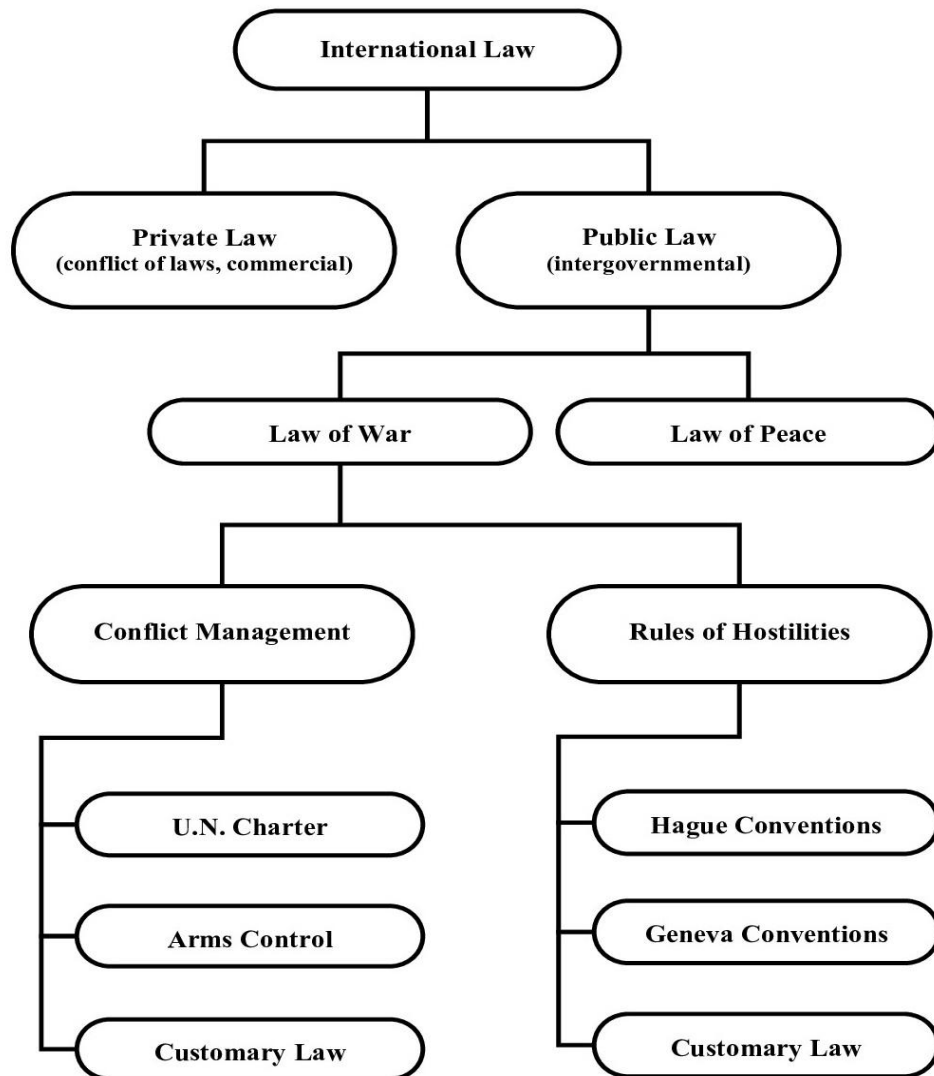 International Law
Private Law
(conflict of laws, commercial)
Public Law
(intergovernmental)
Law of War
Law of Peace
Conflict Management
Rules of Hostilities
U.N. Charter
Arms Control
Customary Law
Hague Conventions
Geneva Conventions
Customary Law